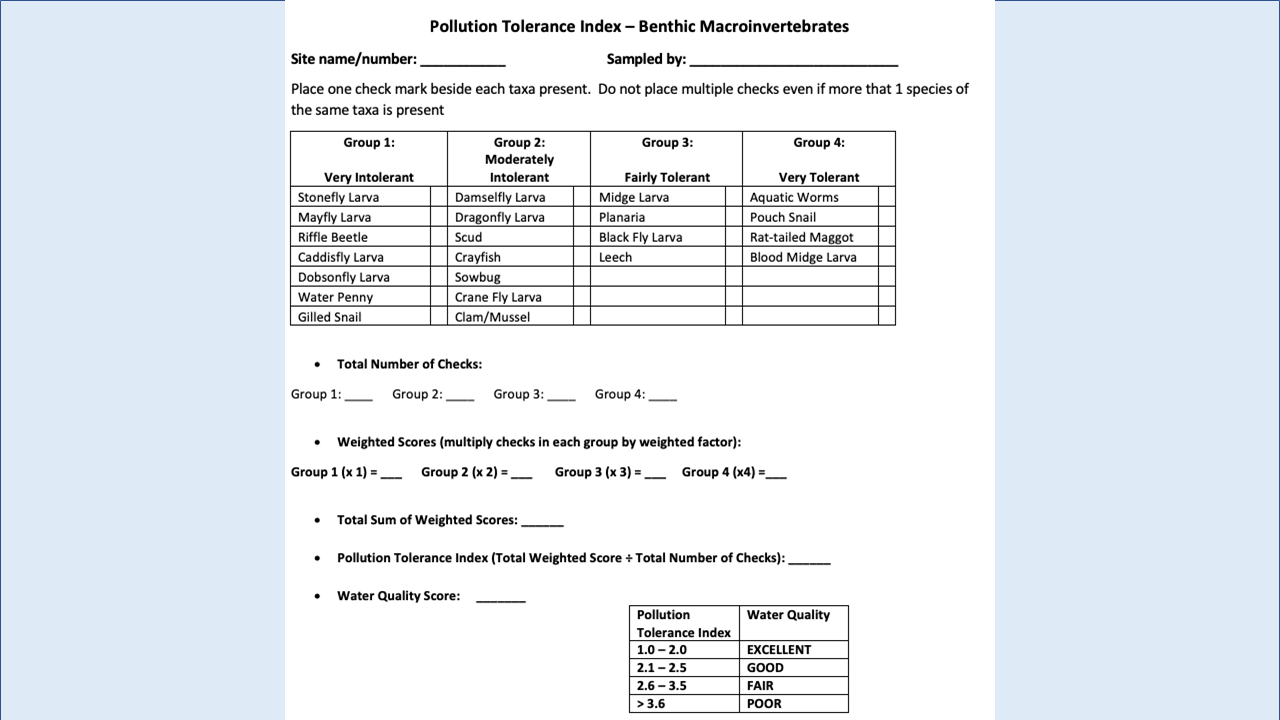 Pollution Tolerance Index – Benthic Macroinvertebrates
Site name/number: ___________ Sampled by: ___________________________
Place one check mark beside each taxa present. Do not place multiple checks even if more that 1 species of
the same taxa is present
Group 1: Group 2: Group 3: Group 4:
Moderately
Very Intolerant Intolerant Fairly Tolerant Very Tolerant
Stonefly Larva Damselfly Larva Midge Larva Aquatic Worms
Mayfly Larva Dragonfly Larva Planaria Pouch Snail
Riffle Beetle Scud Black Fly Larva Rat-tailed Maggot
Caddisfly Larva Crayfish Leech Blood Midge Larva
Dobsonfly Larva Sowbug
Water Penny Crane Fly Larva
Gilled Snail Clam/Mussel
• Total Number of Checks:
Group 1: ____ Group 2: ____ Group 3: ____ Group 4: ____
• Weighted Scores (multiply checks in each group by weighted factor):
Group 1 (x 1) = ___ Group 2 (x 2) = ___ Group 3 (x 3) = ___ Group 4 (x4) =___
• Total Sum of Weighted Scores: ______
• Pollution Tolerance Index (Total Weighted Score ÷ Total Number of Checks): ______
• Water Quality Score: _______
Pollution Water Quality
Tolerance Index
1.0 – 2.0 EXCELLENT
2.1 – 2.5 GOOD
2.6 – 3.5 FAIR
> 3.6 POOR